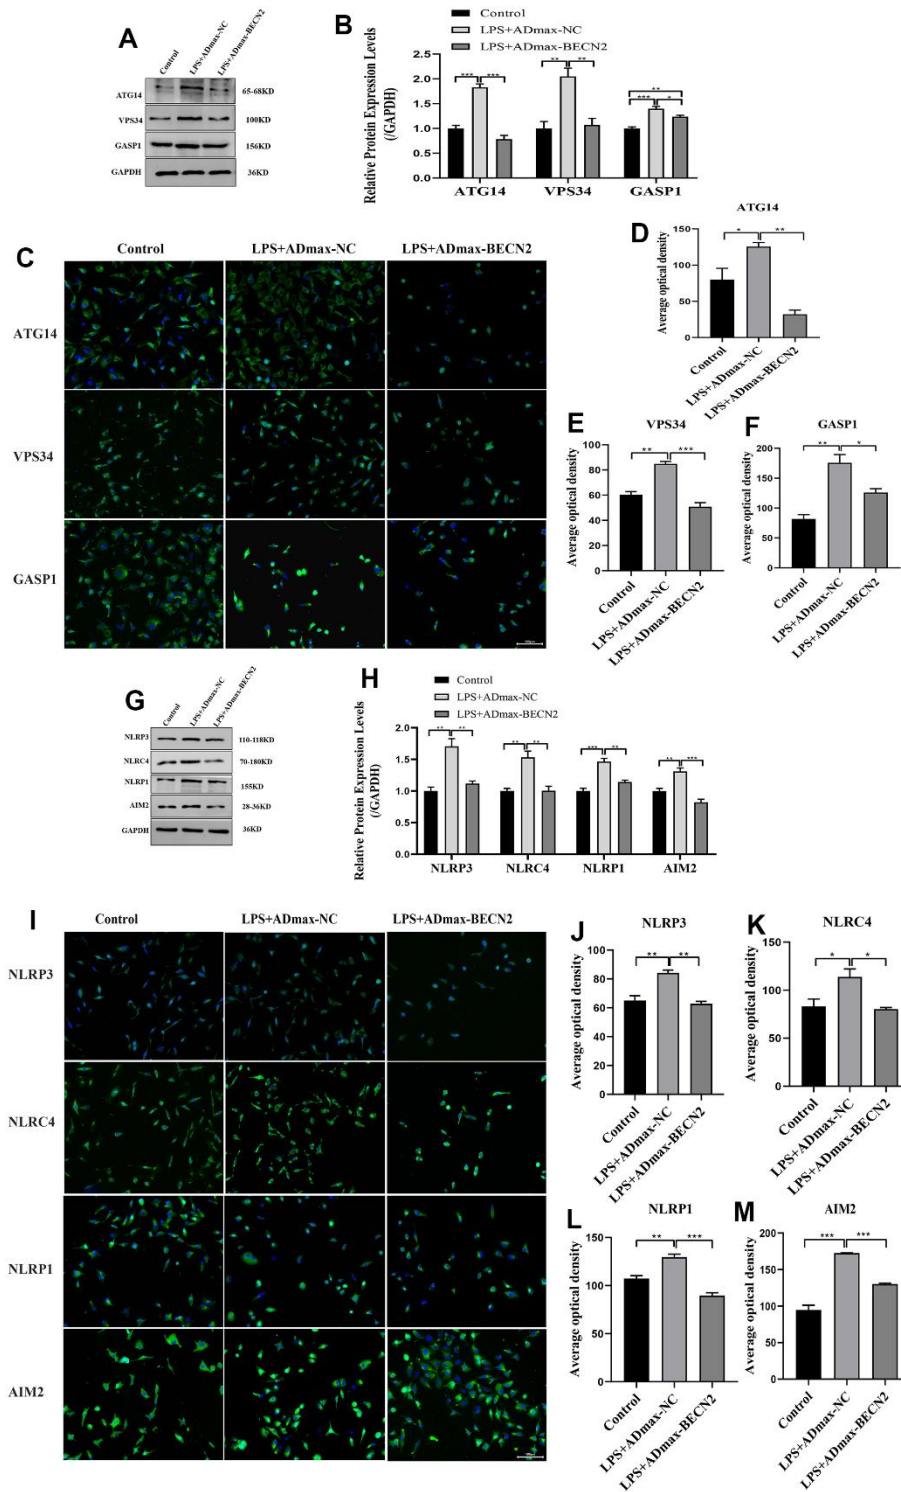 A
Control
LPS+ADmax-NC
LPS+ADmax-BECN2
ATG14
65-68KD
VPS34
100KD
GASP1
156KD
GAPDH
36KD
B
Control
LPS+ADmax-NC
LPS+ADmax-BECN2
Relative Protein Expression Levels
(/GAPDH)
2.5
2.0
1.5
1.0
0.5
0.0
*** *** ** ** ** *** *
ATG14 VPS34 GASP1
C
Control LPS+ADmax-NC LPS+ADmax-BECN2
ATG14
VPS34
GASP1
D
ATG14
Average optical density
150
100
50
0
* **
Control
LPS+ADmax-NC
LPS+ADmax-BECN2
E
VPS34
Average optical density
100
80
60
40
20
0
** ***
Control
LPS+ADmax-NC
LPS+ADmax-BECN2
F
GASP1
Average optical density
200
150
100
50
0
** *
Control
LPS+ADmax-NC
LPS+ADmax-BECN2
G
Control
LPS+ADmax-NC
LPS+ADmax-BECN2
NLRP3
110-118KD
NLRC4
70-180KD
NLRP1
155KD
AIM2
28-36KD
GAPDH
36KD
H
Control
LPS+ADmax-NC
LPS+ADmax-BECN2
Relative Protein Expression Levels
(/GAPDH)
2.0
1.5
1.0
0.5
0.0
** ** ** ** *** ** ** ***
NLRP3 NLRC4 NLRP1 AIM2
I
Control LPS+ADmax-NC LPS+ADmax-BECN2
NLRP3
NLRC4
NLRP1
AIM2
J
NLRP3
Average optical density
100
80
60
40
20
0
** **
Control
LPS+ADmax-NC
LPS+ADmax-BECN2
K
NLRC4
Average optical density
150
100
50
0
* *
Control
LPS+ADmax-NC
LPS+ADmax-BECN2
L
NLRP1
Average optical density
150
100
50
0
** ***
Control
LPS+ADmax-NC
LPS+ADmax-BECN2
M
AIM2
Average optical density
200
150
100
50
0
*** ***
Control
LPS+ADmax-NC
LPS+ADmax-BECN2